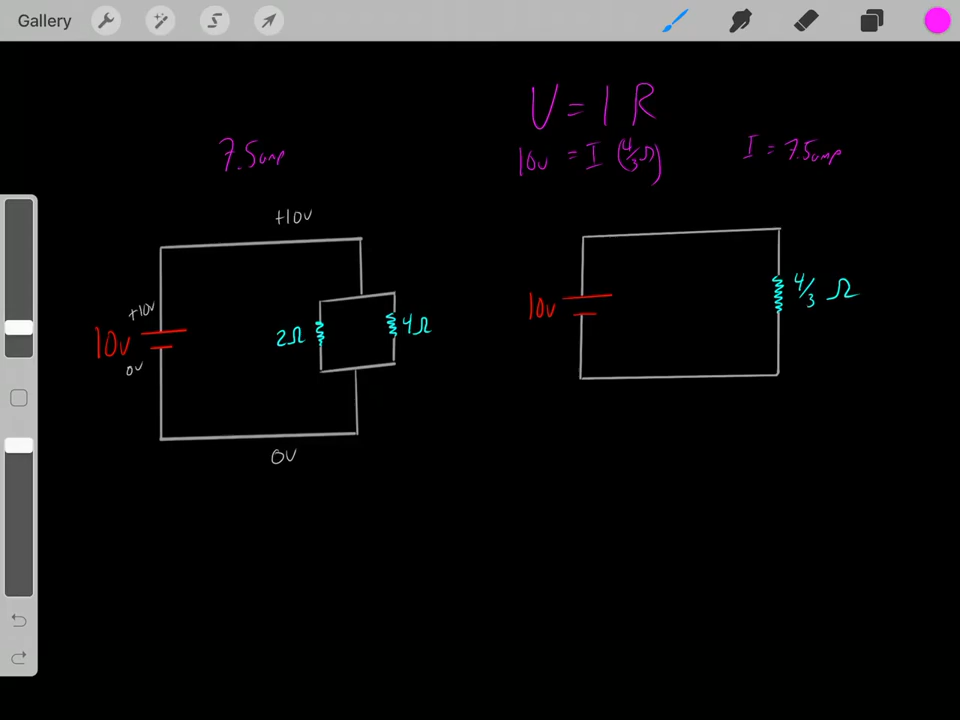 Gallery
V = I R
7.5amp
10v = I (4/3Ω)
I = 7.5amp
+10v
+10v
10v
0v
2Ω
4Ω
0v
10v
4/3 Ω